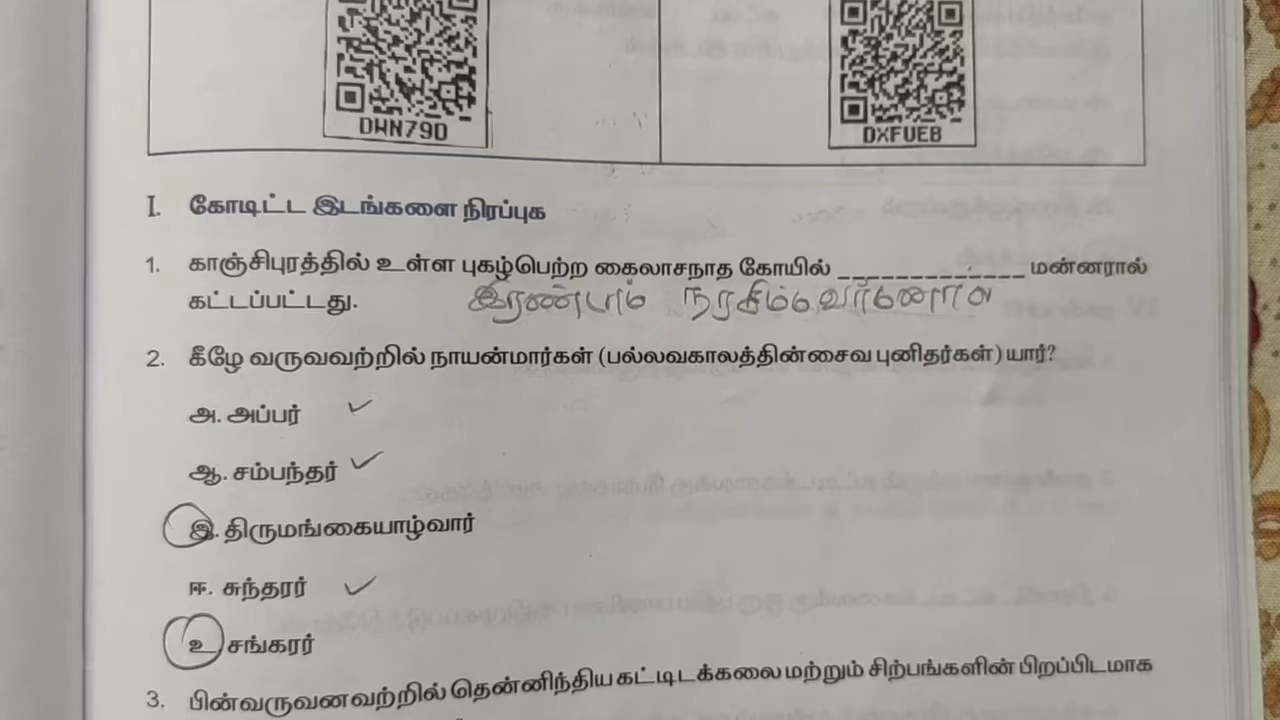 DWN79D
DXFUEB
I. கோடிட்ட இடங்களை நிரப்புக
1. காஞ்சிபுரத்தில் உள்ள புகழ்பெற்ற கைலாசநாத கோயில் _____________ மன்னரால்
கட்டப்பட்டது. இரண்டாம் நரசிம்மவர்மனால்
2. கீழே வருவவற்றில் நாயன்மார்கள் (பல்லவகாலத்தின்சைவ புனிதர்கள்) யார்?
அ. அப்பர் ✓
ஆ. சம்பந்தர் ✓
இ. திருமங்கையாழ்வார்
ஈ. சுந்தரர் ✓
உ சங்கரர்
3. பின்வருவனவற்றில் தென்னிந்திய கட்டிடக்கலை மற்றும் சிற்பங்களின் பிறப்பிடமாக